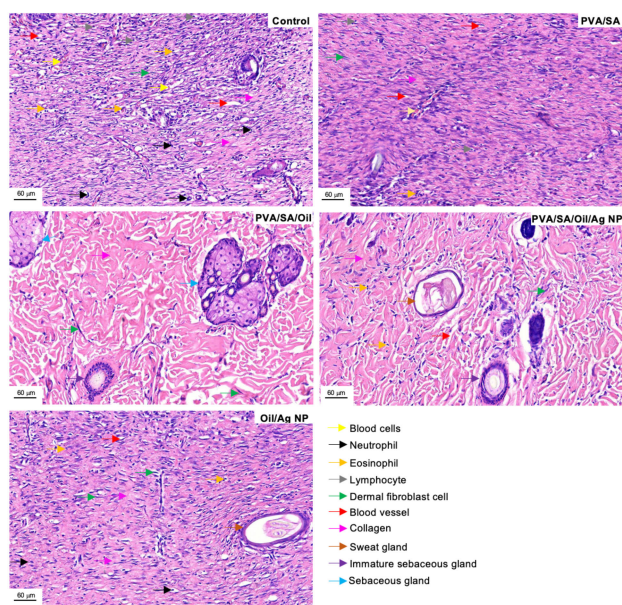 Control
60 µm
PVA/SA
60 µm
PVA/SA/Oil
60 µm
PVA/SA/Oil/Ag NP
60 µm
Oil/Ag NP
60 µm
Blood cells
Neutrophil
Eosinophil
Lymphocyte
Dermal fibroblast cell
Blood vessel
Collagen
Sweat gland
Immature sebaceous gland
Sebaceous gland